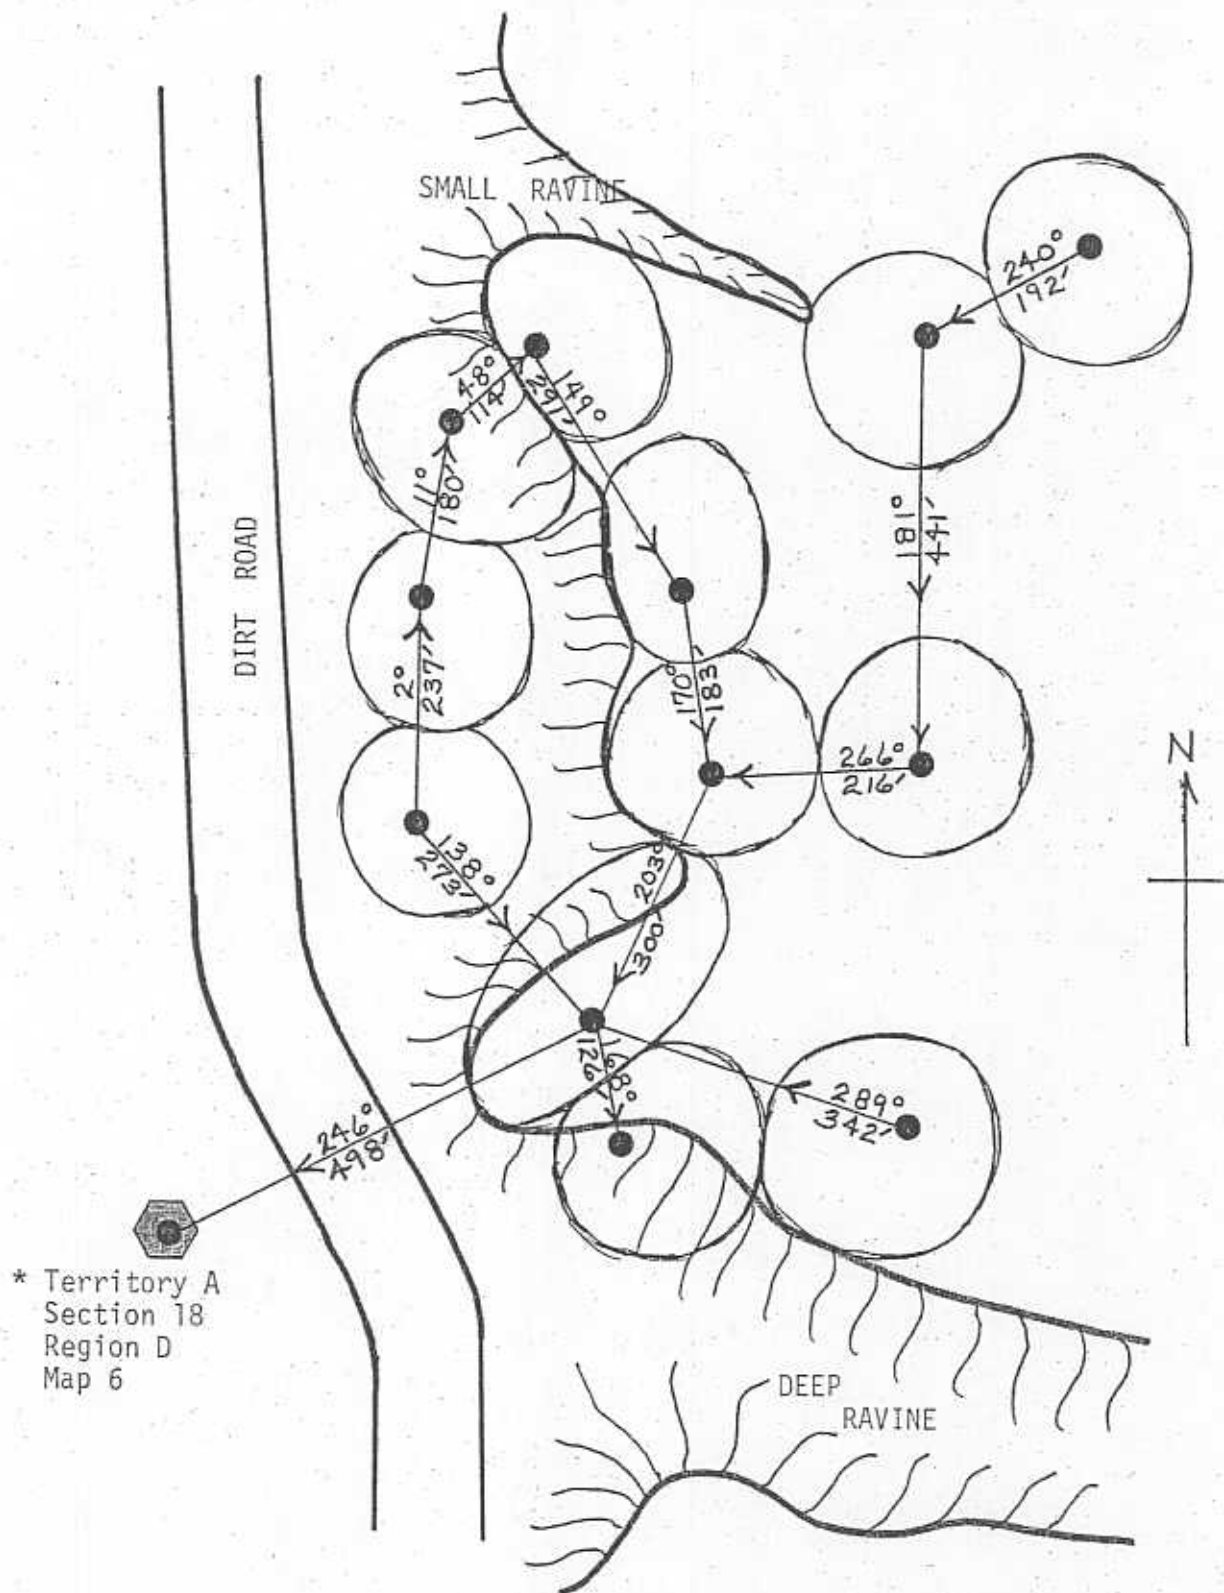 SMALL RAVINE
240°
192'
48°
114'
149°
291'
11°
180'
181°
441'
DIRT ROAD
2°
237'
170°
183'
266°
216'
N
138°
273'
203°
300'
168°
126'
289°
342'
246°
498'
* Territory A
Section 18
Region D
Map 6
DEEP
RAVINE